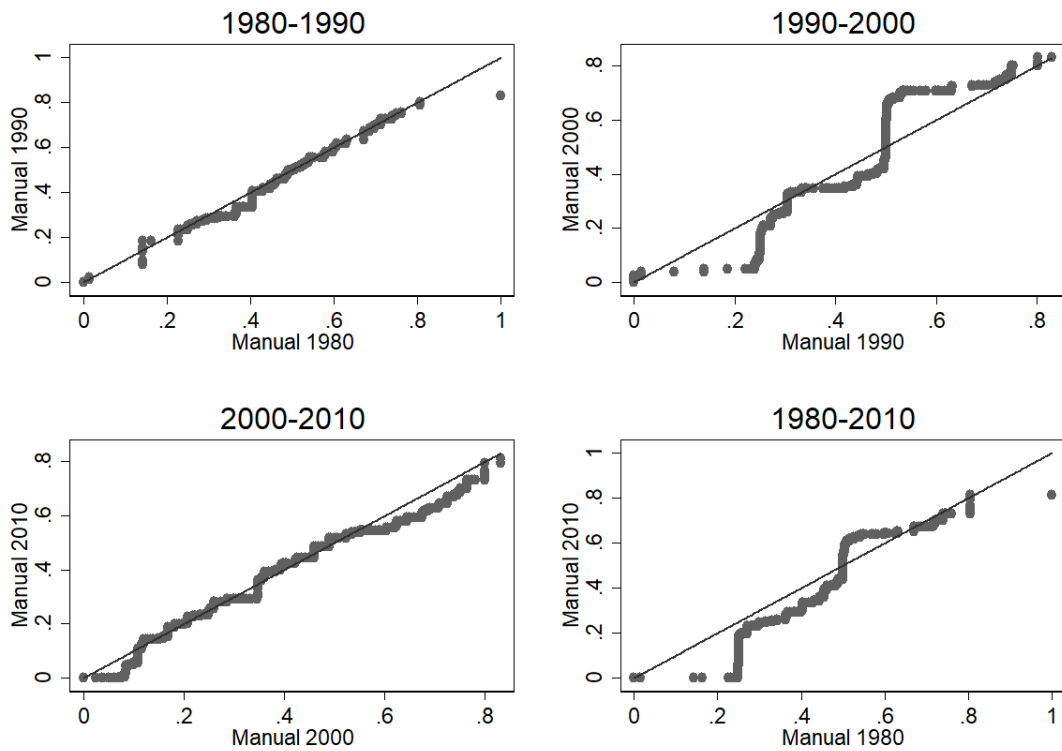 1980-1990
Manual 1990
0 .2 .4 .6 .8 1
0 .2 .4 .6 .8 1
Manual 1980
1990-2000
Manual 2000
0 .2 .4 .6 .8
0 .2 .4 .6 .8
Manual 1990
2000-2010
Manual 2010
0 .2 .4 .6 .8
0 .2 .4 .6 .8
Manual 2000
1980-2010
Manual 2010
0 .2 .4 .6 .8 1
0 .2 .4 .6 .8 1
Manual 1980